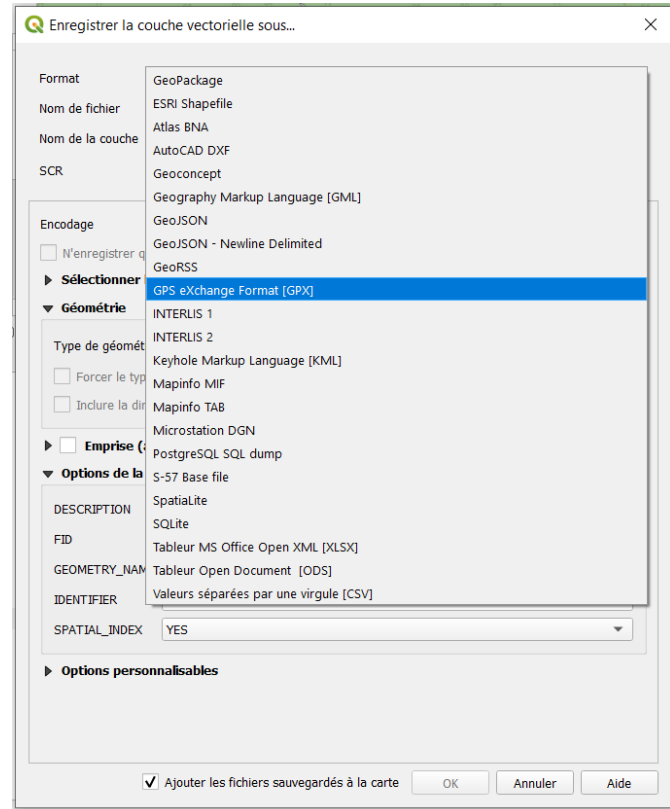 Enregistrer la couche vectorielle sous...
Format
GeoPackage
ESRI Shapefile
Nom de fichier
Atlas BNA
Nom de la couche
AutoCAD DXF
SCR
Geoconcept
Geography Markup Language [GML]
Encodage
GeoJSON
GeoJSON - Newline Delimited
N'enregistrer q
GeoRSS
Sélectionner
GPS eXchange Format [GPX]
Géométrie
INTERLIS 1
INTERLIS 2
Type de géomét
Keyhole Markup Language [KML]
Forcer le typ
Mapinfo MIF
Inclure la dir
Mapinfo TAB
Microstation DGN
Emprise (
PostgreSQL SQL dump
Options de la
S-57 Base file
SpatiaLite
DESCRIPTION
SQLite
FID
Tableur MS Office Open XML [XLSX]
GEOMETRY_NAM
Tableur Open Document [ODS]
IDENTIFIER
Valeurs séparées par une virgule [CSV]
SPATIAL_INDEX YES
Options personnalisables
Ajouter les fichiers sauvegardés à la carte OK Annuler Aide